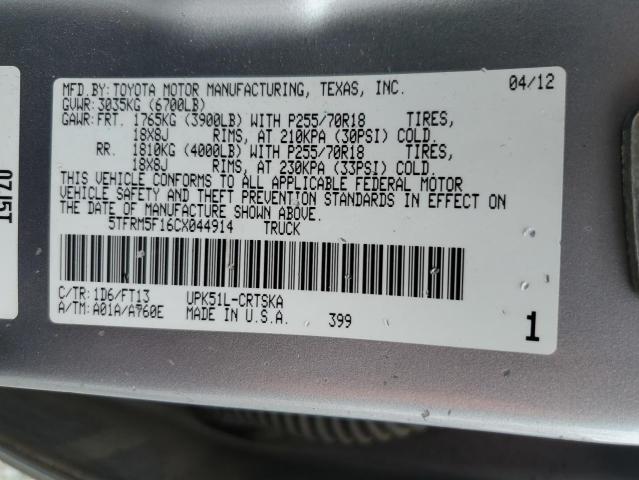 MFD.BY: TOYOTA MOTOR MANUFACTURING, TEXAS, INC. 04/12
GVWR: 3035KG (6700LB)
GAWR: FRT. 1765KG (3900LB) WITH P255/70R18 TIRES,
18X8J RIMS, AT 210KPA (30PSI) COLD.
RR. 1810KG (4000LB) WITH P255/70R18 TIRES,
18X8J RIMS, AT 230KPA (33PSI) COLD.
THIS VEHICLE CONFORMS TO ALL APPLICABLE FEDERAL MOTOR
VEHICLE SAFETY AND THEFT PREVENTION STANDARDS IN EFFECT ON
THE DATE OF MANUFACTURE SHOWN ABOVE.
5TFRM5F16CX044914 TRUCK
C/TR: 1D6/FT13 UPK51L-CRTSKA
A/TM: A01A/A760E MADE IN U.S.A. 399 1